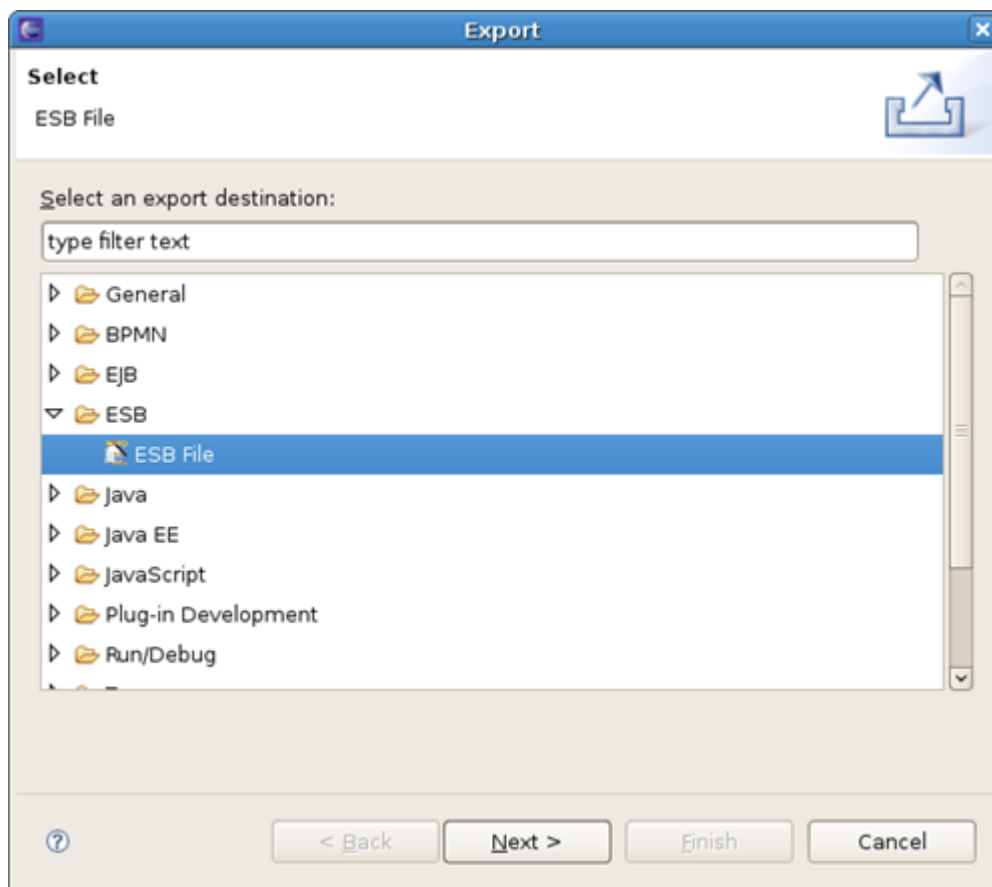 Export
Select
ESB File
Select an export destination:
type filter text
General
BPMN
EJB
ESB
ESB File
Java
Java EE
JavaScript
Plug-in Development
Run/Debug
< Back Next > Finish Cancel